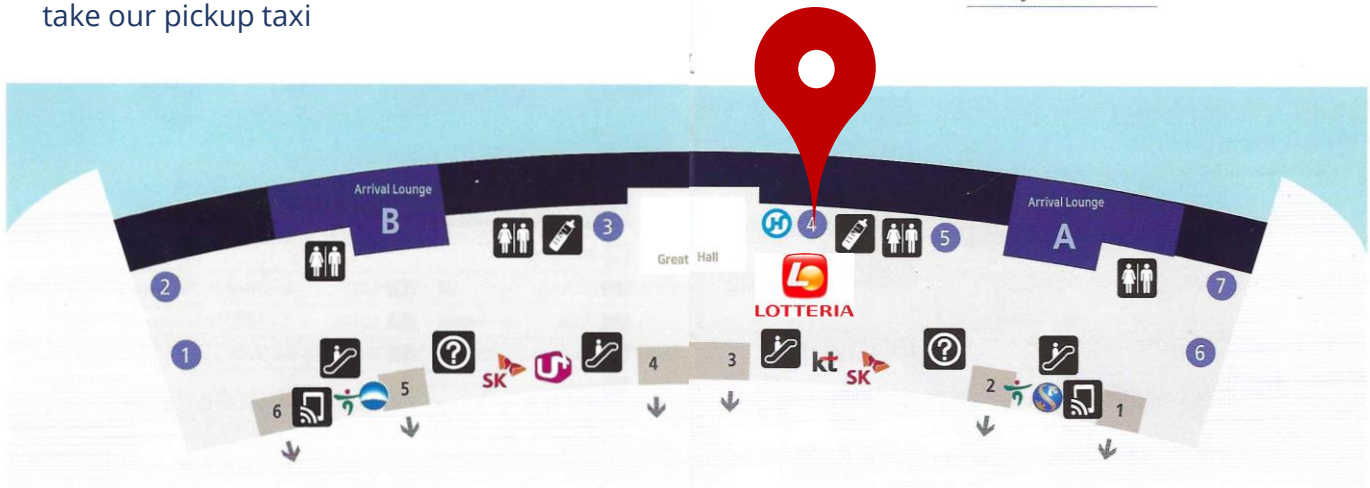 take our pickup taxi
Arrival Lounge
B
Arrival Lounge
A
3
4
5
Great Hall
2
7
LOTTERIA
1
6
?
SK
U+
4
3
kt
SK
?
5
6
2
1